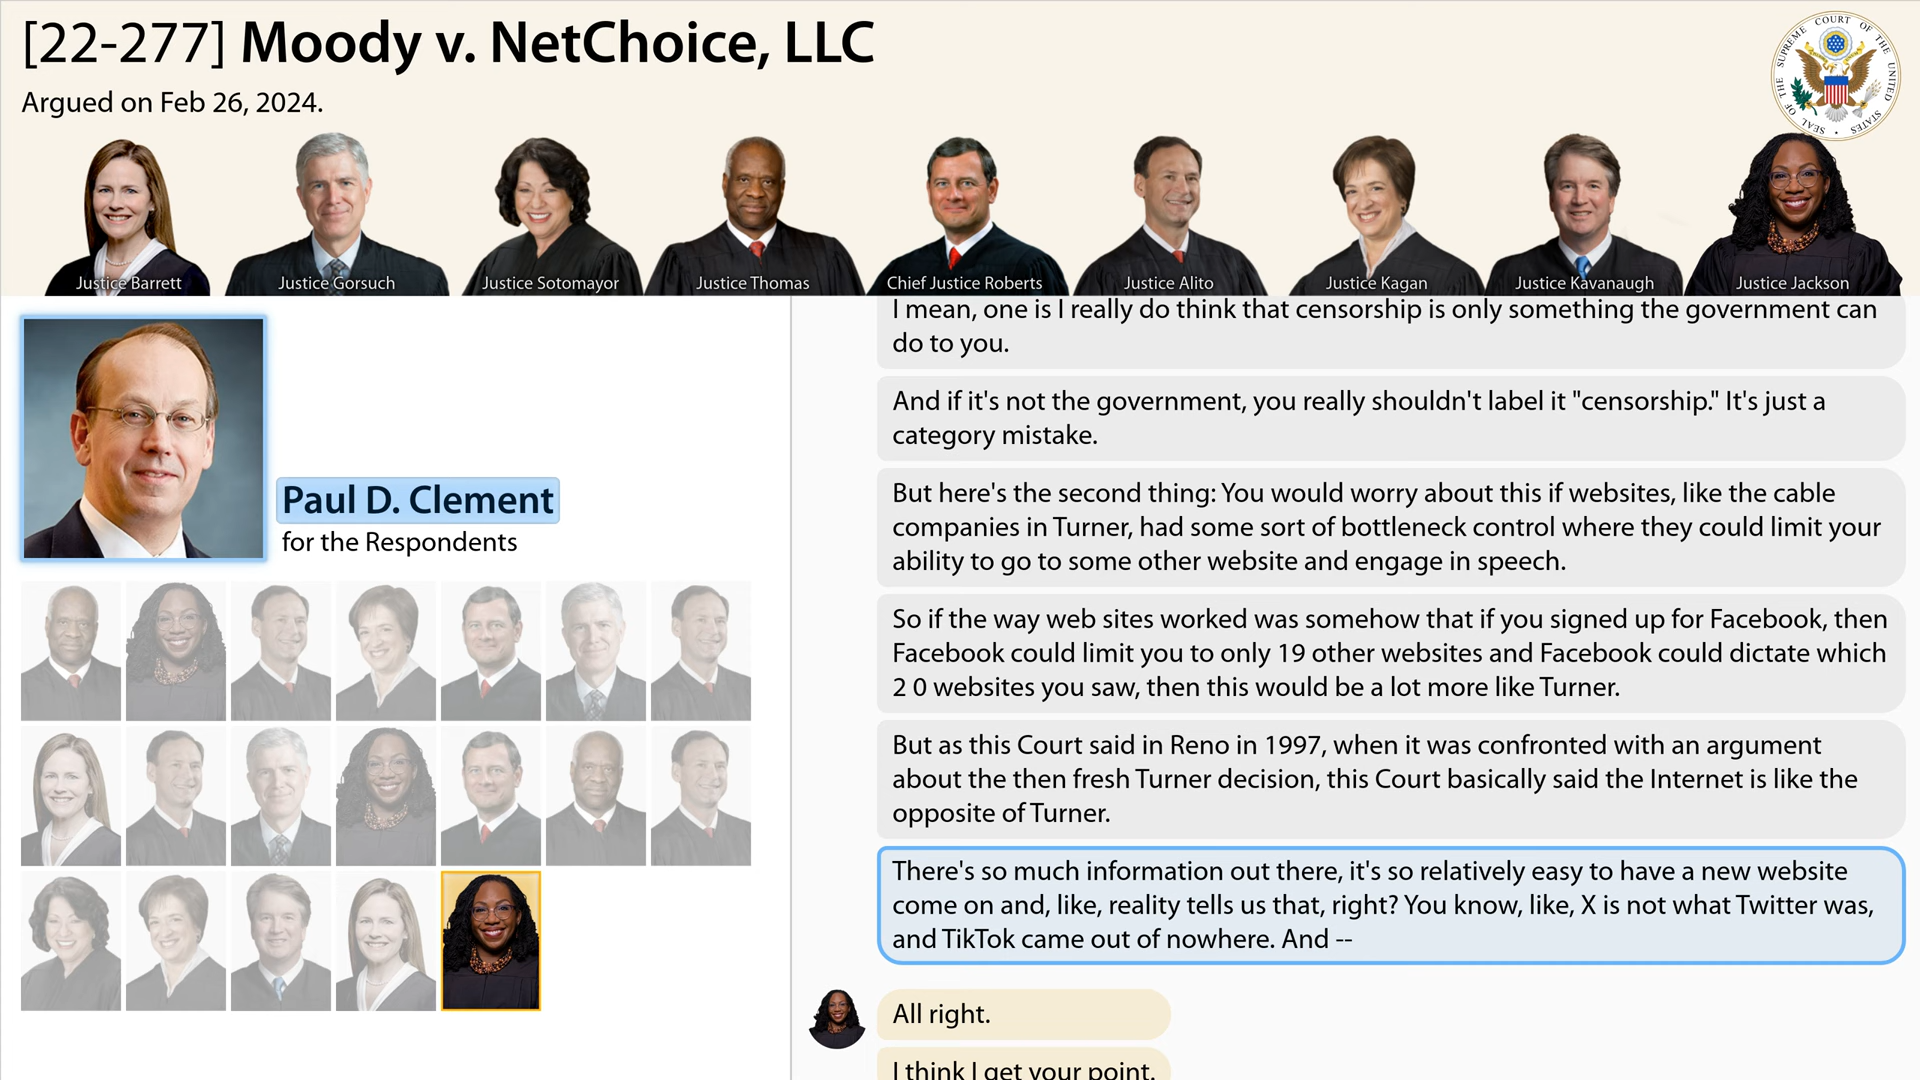 [22-277] Moody v. NetChoice, LLC
Argued on Feb 26, 2024.
SEAL OF THE SUPREME COURT OF THE UNITED STATES
Justice Barrett
Justice Gorsuch
Justice Sotomayor
Justice Thomas
Chief Justice Roberts
Justice Alito
Justice Kagan
Justice Kavanaugh
Justice Jackson
Paul D. Clement
for the Respondents
I mean, one is I really do think that censorship is only something the government can
do to you.
And if it's not the government, you really shouldn't label it "censorship." It's just a
category mistake.
But here's the second thing: You would worry about this if websites, like the cable
companies in Turner, had some sort of bottleneck control where they could limit your
ability to go to some other website and engage in speech.
So if the way web sites worked was somehow that if you signed up for Facebook, then
Facebook could limit you to only 19 other websites and Facebook could dictate which
2 0 websites you saw, then this would be a lot more like Turner.
But as this Court said in Reno in 1997, when it was confronted with an argument
about the then fresh Turner decision, this Court basically said the Internet is like the
opposite of Turner.
There's so much information out there, it's so relatively easy to have a new website
come on and, like, reality tells us that, right? You know, like, X is not what Twitter was,
and TikTok came out of nowhere. And --
All right.
I think I get your point.